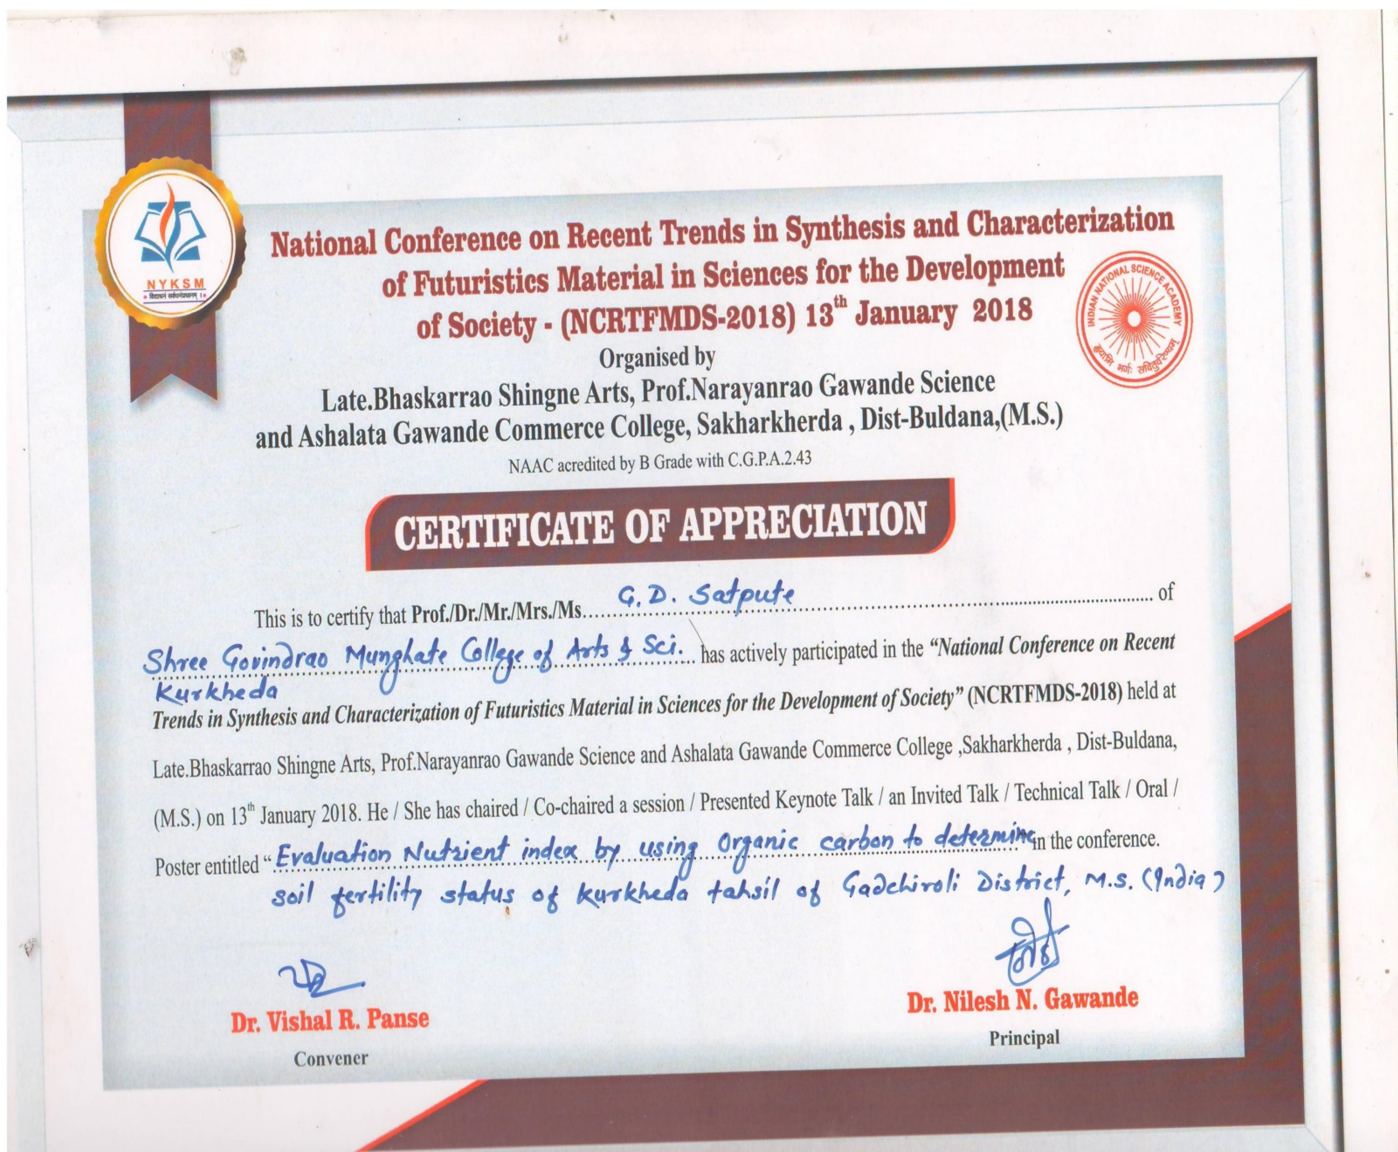 NYKSM
National Conference on Recent Trends in Synthesis and Characterization
of Futuristics Material in Sciences for the Development
of Society - (NCRTFMDS-2018) 13th January 2018
INDIAN NATIONAL SCIENCE ACADEMY
Organised by
Late.Bhaskarrao Shingne Arts, Prof.Narayanrao Gawande Science
and Ashalata Gawande Commerce College, Sakharkherda , Dist-Buldana,(M.S.)
NAAC acredited by B Grade with C.G.P.A.2.43
CERTIFICATE OF APPRECIATION
This is to certify that Prof./Dr./Mr./Mrs./Ms. G. D. Satpute of
Shree Govindrao Munghate College of Arts & Sci. has actively participated in the "National Conference on Recent
Kurkheda
Trends in Synthesis and Characterization of Futuristics Material in Sciences for the Development of Society" (NCRTFMDS-2018) held at
Late.Bhaskarrao Shingne Arts, Prof.Narayanrao Gawande Science and Ashalata Gawande Commerce College ,Sakharkherda , Dist-Buldana,
(M.S.) on 13th January 2018. He / She has chaired / Co-chaired a session / Presented Keynote Talk / an Invited Talk / Technical Talk / Oral /
Poster entitled "Evaluation Nutrient index by using Organic carbon to determine in the conference.
soil fertility status of Kurkheda tahsil of Gadchiroli District, M.S. (India)
Dr. Vishal R. Panse
Convener
Dr. Nilesh N. Gawande
Principal